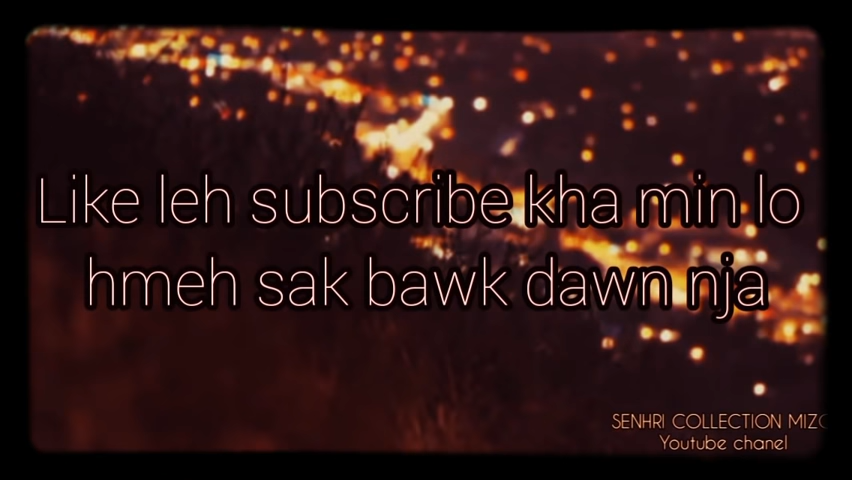 Like leh subscribe kha min lo
hmeh sak bawk dawn nja
SENHRI COLLECTION MIZO
Youtube chanel